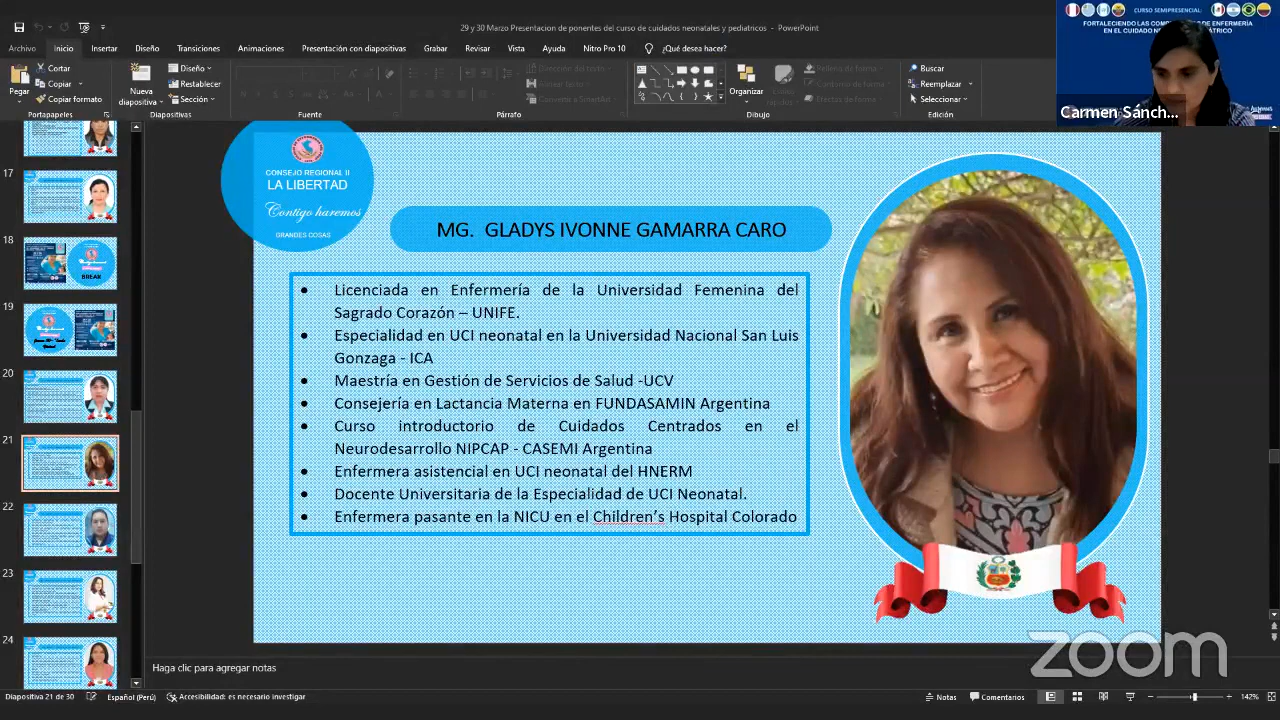 29 y 30 Marzo Presentacion de ponentes del curso de cuidados neonatales y pediatricos - PowerPoint
Archivo Inicio Insertar Diseño Transiciones Animaciones Presentación con diapositivas Grabar Revisar Vista Ayuda Nitro Pro 10 ¿Qué desea hacer?
Pegar
Cortar
Copiar
Copiar formato
Portapapeles
Nueva
diapositiva
Diseño
Restablecer
Sección
Diapositivas
Fuente
Párrafo
Organizar
Dibujo
Buscar
Reemplazar
Seleccionar
Edición
CURSO SEMIPRESENCIAL:
Carmen Sánch...
17
18
BREAK
19
20
21
22
23
24
CONSEJO REGIONAL II
LA LIBERTAD
Contigo haremos
GRANDES COSAS
MG. GLADYS IVONNE GAMARRA CARO
• Licenciada en Enfermería de la Universidad Femenina del
Sagrado Corazón – UNIFE.
• Especialidad en UCI Neonatal en la Universidad Nacional San Luis
Gonzaga - ICA
• Maestría en Gestión de Servicios de Salud -UCV
• Consejería en Lactancia Materna en FUNDASAMIN Argentina
• Curso introductorio de Cuidados Centrados en el
Neurodesarrollo NIPCAP - CASEMI Argentina
• Enfermera asistencial en UCI neonatal del HNERM
• Docente Universitaria de la Especialidad de UCI Neonatal.
• Enfermera pasante en la NICU en el Children's Hospital Colorado
zoom
Haga clic para agregar notas
Diapositiva 21 de 30 Español (Perú) Accesibilidad: es necesario investigar Notas Comentarios 142%